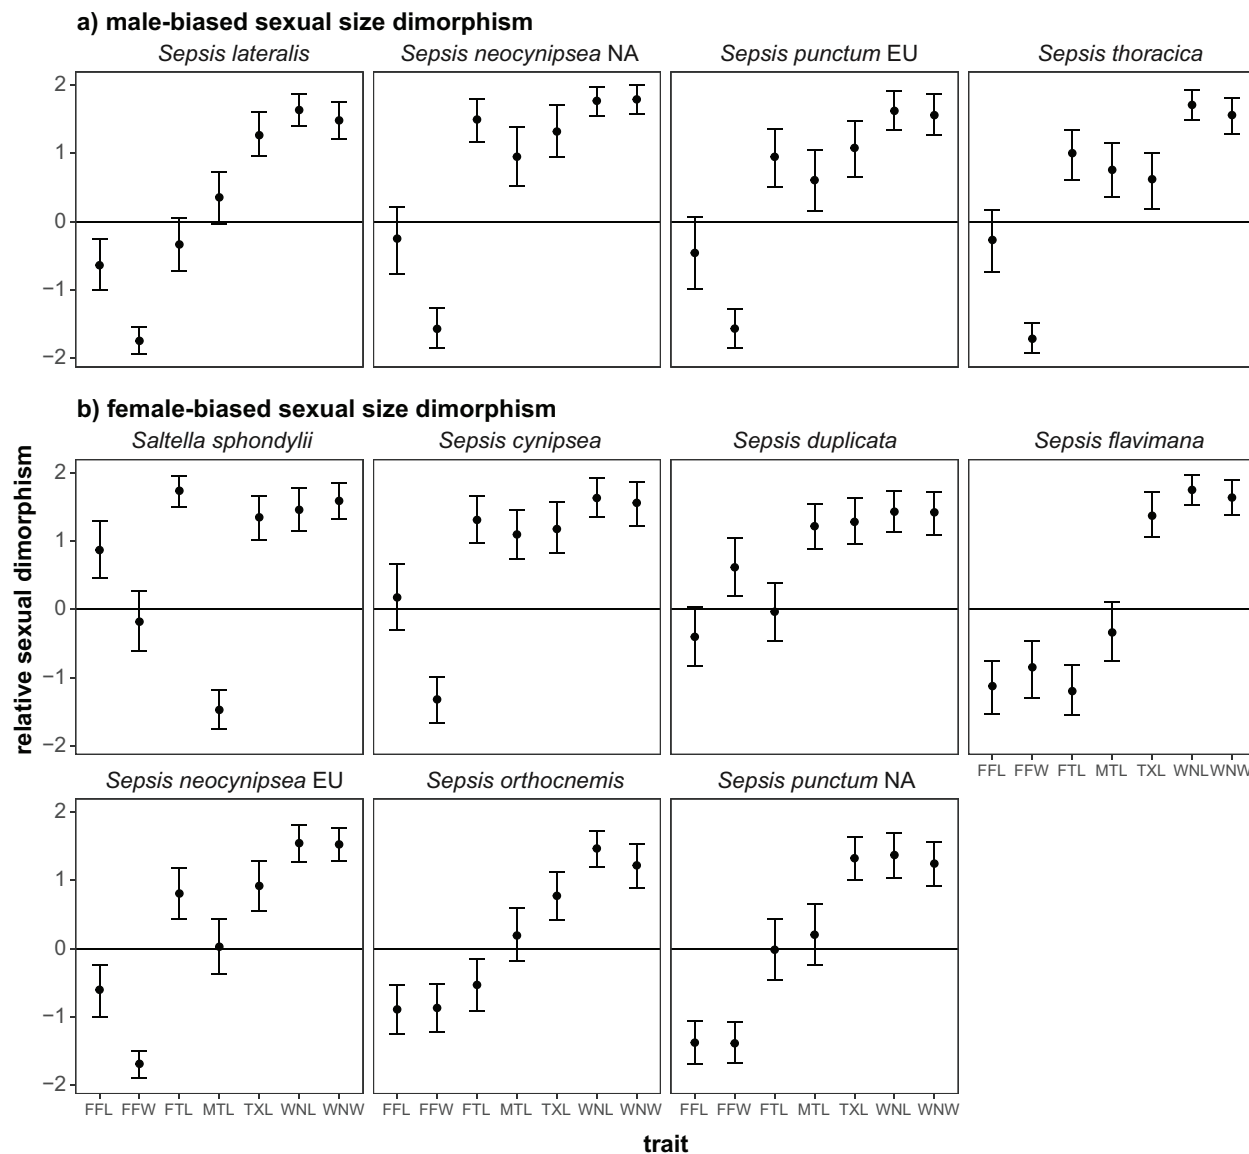 a) male-biased sexual size dimorphism
Sepsis lateralis
Sepsis neocynipsea NA
Sepsis punctum EU
Sepsis thoracica
2
1
0
−1
−2
b) female-biased sexual size dimorphism
Saltella sphondylii
Sepsis cynipsea
Sepsis duplicata
Sepsis flavimana
2
1
0
−1
−2
FFL FFW FTL MTL TXL WNL WNW
relative sexual dimorphism
Sepsis neocynipsea EU
Sepsis orthocnemis
Sepsis punctum NA
2
1
0
−1
−2
FFL FFW FTL MTL TXL WNL WNW
FFL FFW FTL MTL TXL WNL WNW
FFL FFW FTL MTL TXL WNL WNW
trait